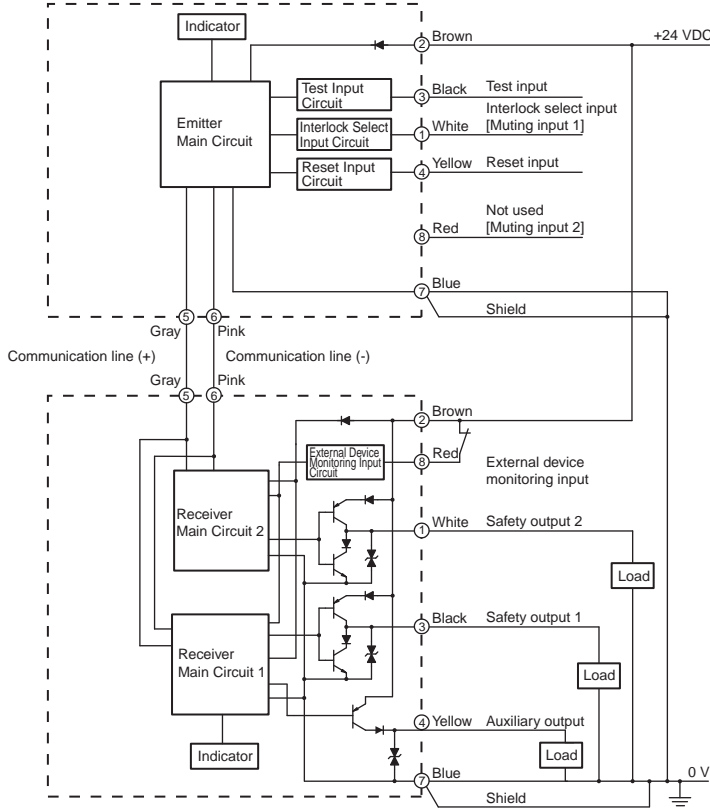 Indicator
2 Brown
+24 VDC
Test Input
Circuit
3 Black Test input
Emitter
Main Circuit
Interlock Select
Input Circuit
1 White
Interlock select input
[Muting input 1]
Reset Input
Circuit
4 Yellow Reset input
8 Red
Not used
[Muting input 2]
7 Blue
Shield
5 6
Gray Pink
Communication line (+) Communication line (-)
Gray Pink
5 6
2 Brown
External Device
Monitoring Input
Circuit
8 Red
External device
monitoring input
Receiver
Main Circuit 2
1 White Safety output 2
Load
Receiver
Main Circuit 1
3 Black Safety output 1
Load
4 Yellow Auxiliary output
Indicator
Load
7 Blue
0 V
Shield